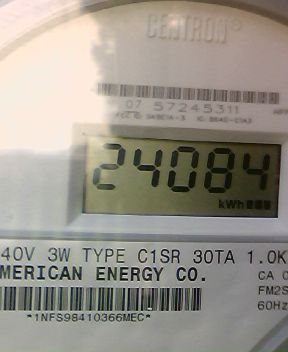 CENTRON®
07 57245311
24084
kWh
40V 3W TYPE C1SR 30TA 1.0K
MERICAN ENERGY CO.
CA 0
FM2S
60Hz
*1NFS98410366MEC*